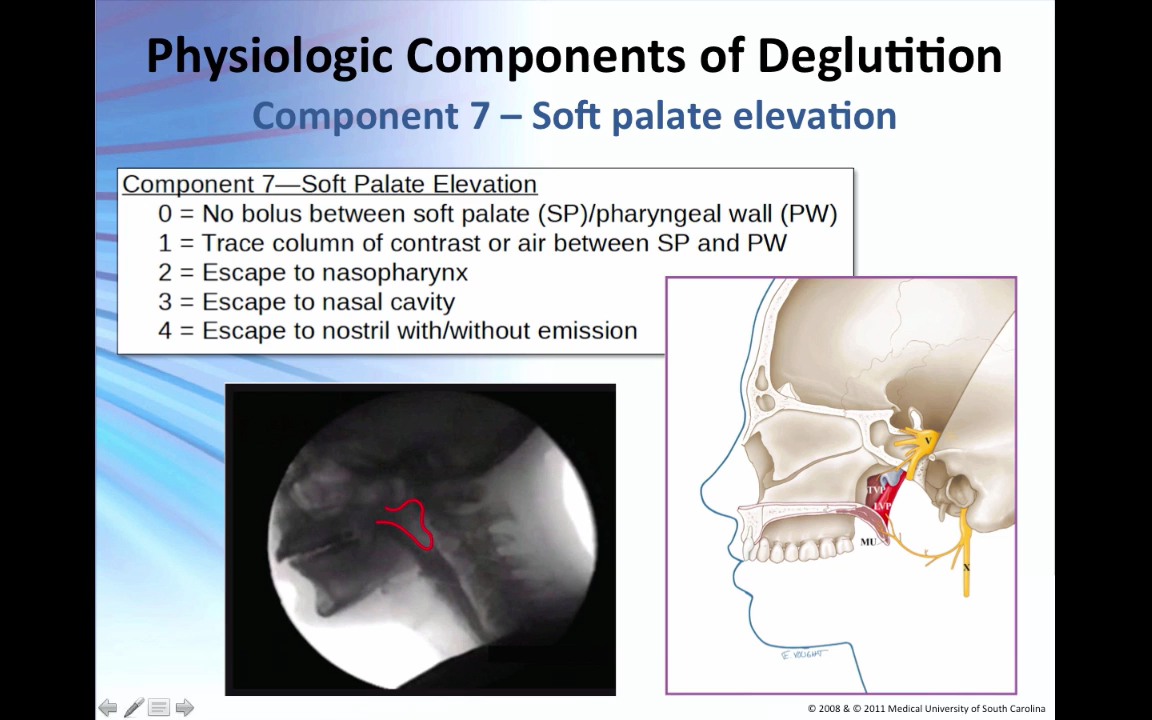 Physiologic Components of Deglutition
Component 7 – Soft palate elevation
Component 7—Soft Palate Elevation
0 = No bolus between soft palate (SP)/pharyngeal wall (PW)
1 = Trace column of contrast or air between SP and PW
2 = Escape to nasopharynx
3 = Escape to nasal cavity
4 = Escape to nostril with/without emission
V
TVP
LVP
MU
X
E. VOUGHT
© 2008 & © 2011 Medical University of South Carolina